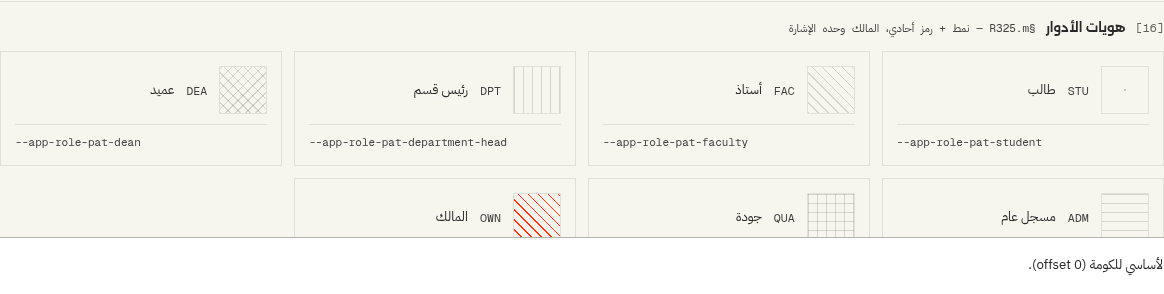 [16] هويات الأدوار §R325.m — نمط + رمز أحادي، المالك وحده الإشارة
STU طالب
--app-role-pat-student
FAC أستاذ
--app-role-pat-faculty
DPT رئيس قسم
--app-role-pat-department-head
DEA عميد
--app-role-pat-dean
ADM مسجل عام
QUA جودة
OWN المالك
لأساسي للكومة (offset 0).